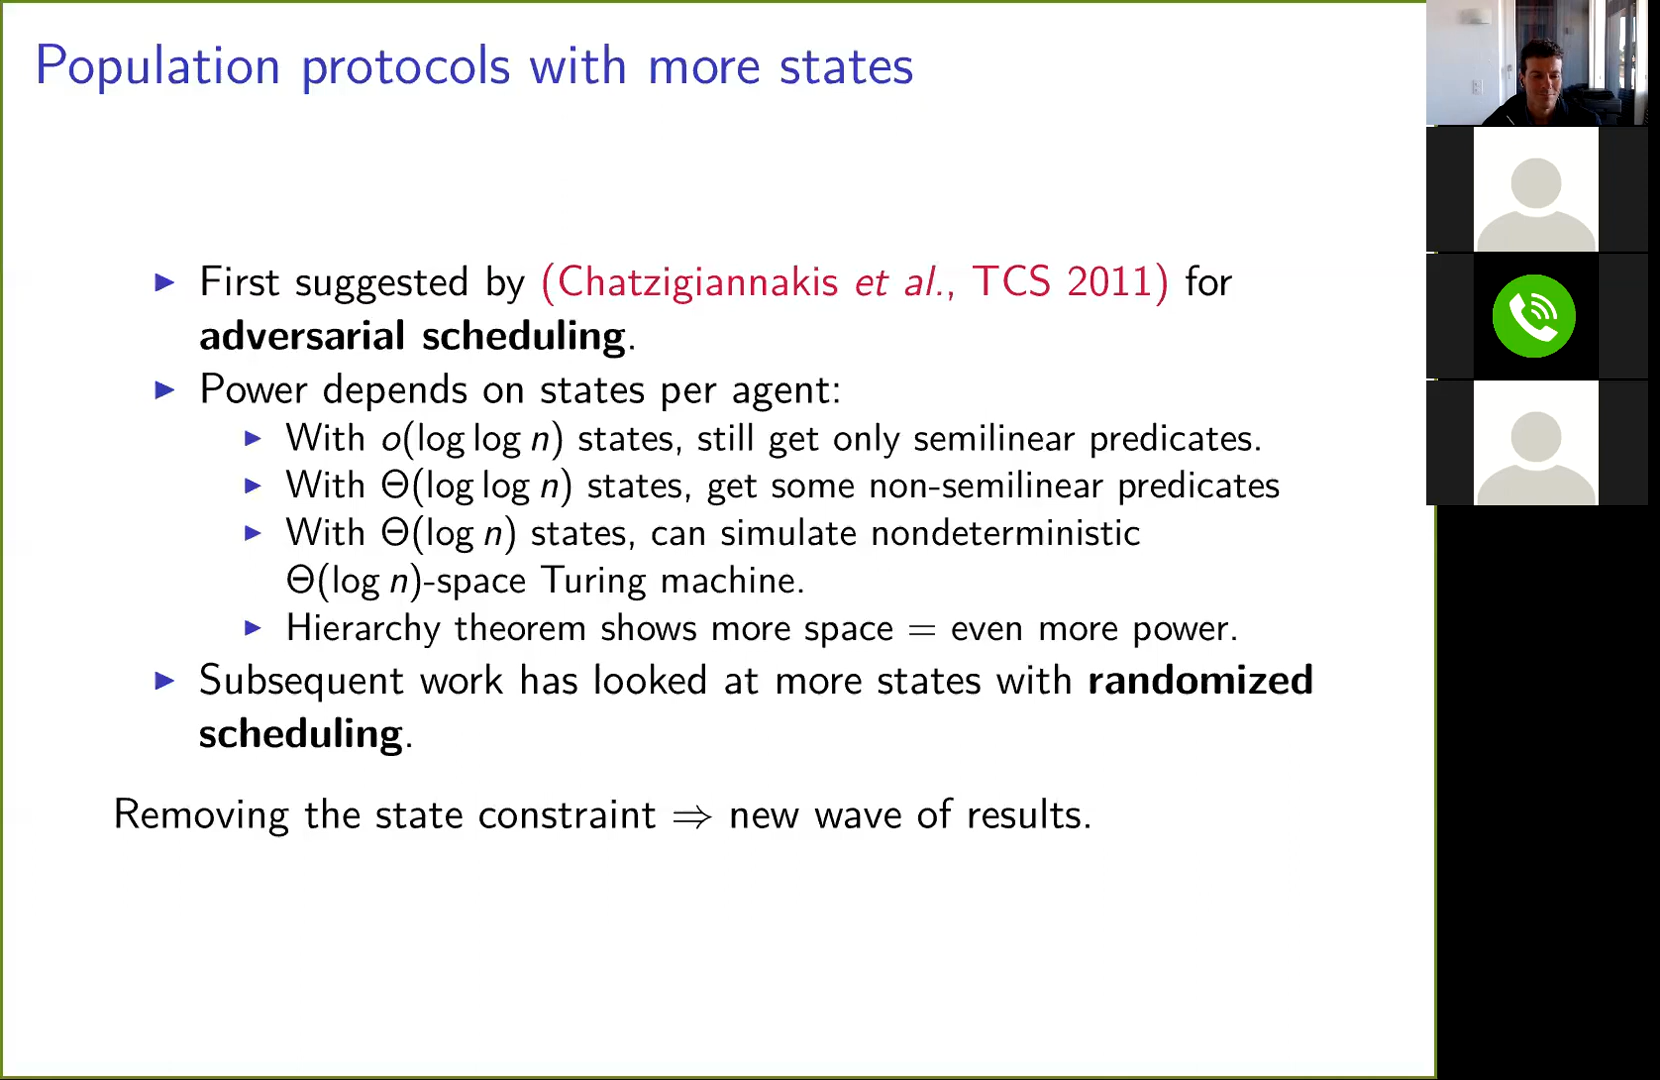 Population protocols with more states
▶ First suggested by (Chatzigiannakis et al., TCS 2011) for
adversarial scheduling.
▶ Power depends on states per agent:
▶ With o(log log n) states, still get only semilinear predicates.
▶ With Θ(log log n) states, get some non-semilinear predicates
▶ With Θ(log n) states, can simulate nondeterministic
Θ(log n)-space Turing machine.
▶ Hierarchy theorem shows more space = even more power.
▶ Subsequent work has looked at more states with randomized
scheduling.
Removing the state constraint ⇒ new wave of results.